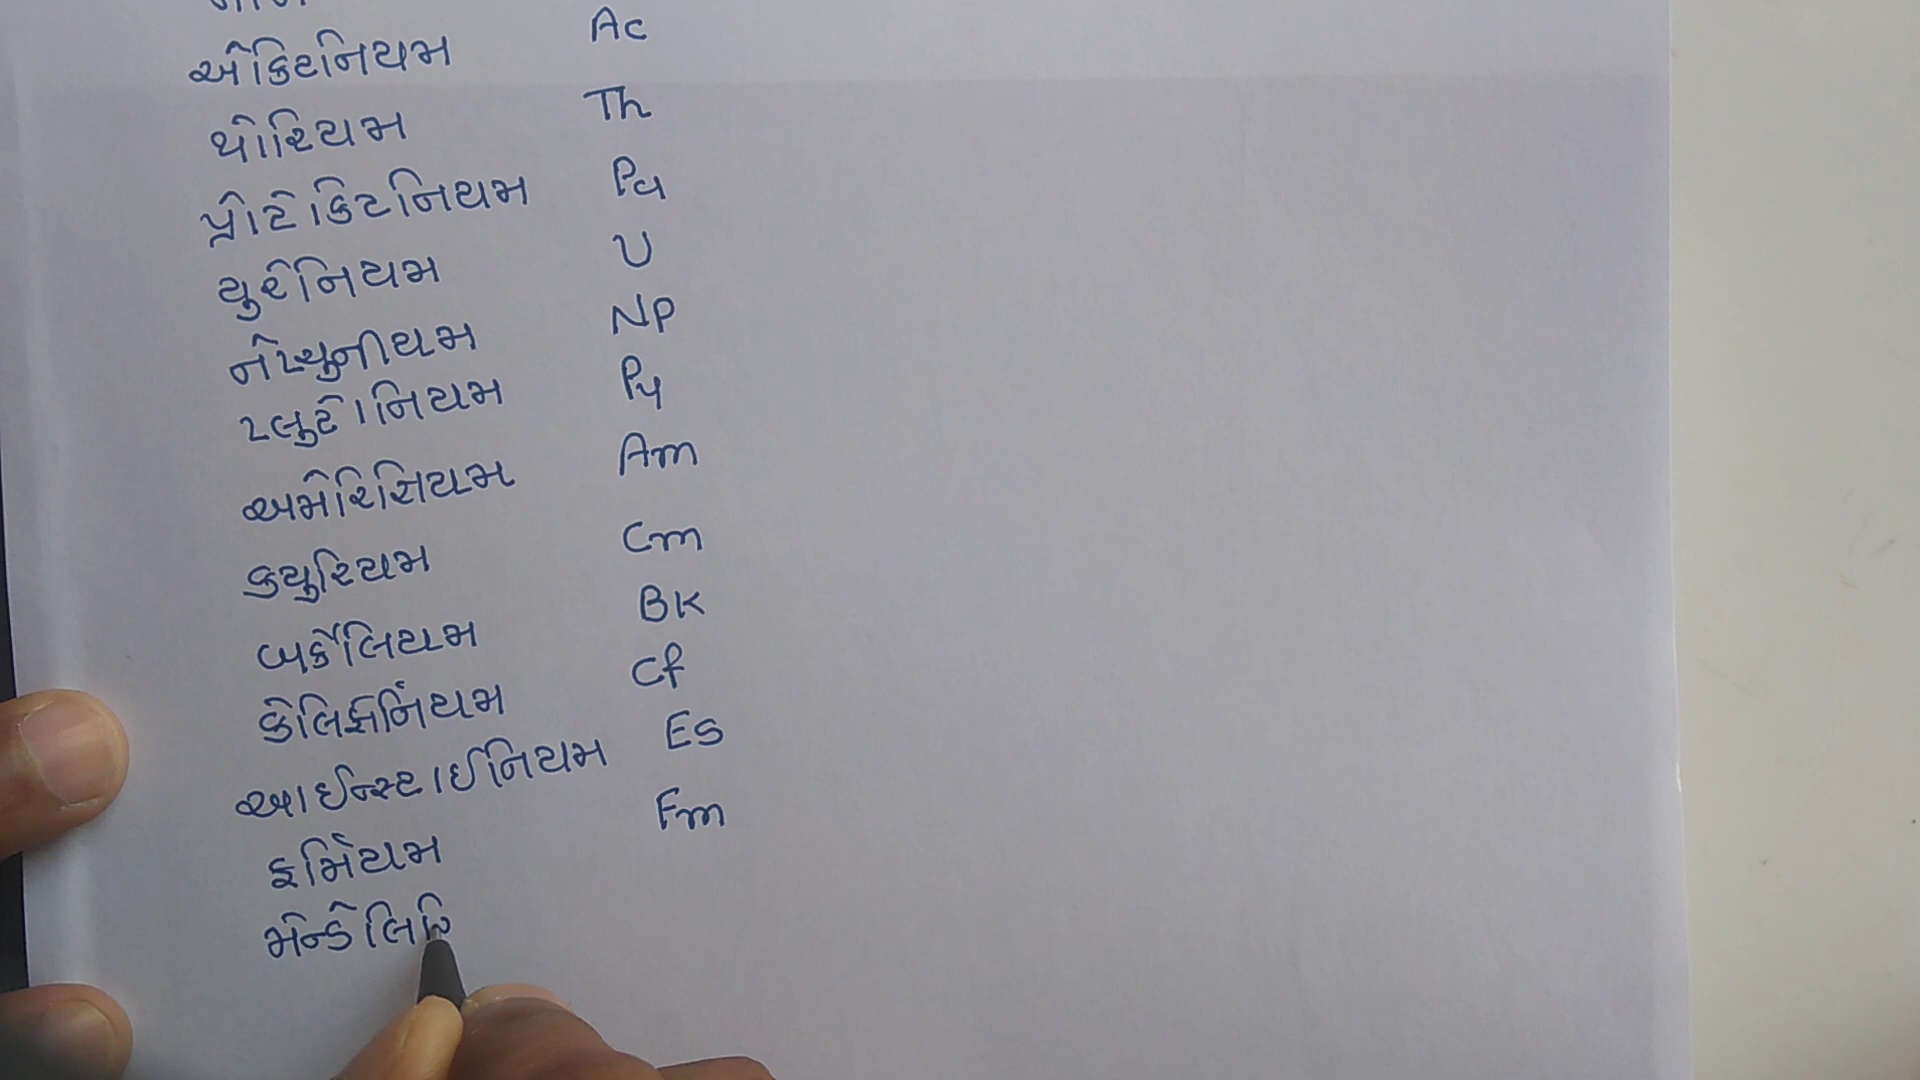 એક્ટિનિયમ Ac
થોરિયમ Th
પ્રોટેક્ટિનિયમ Pa
યુરેનિયમ U
નેપ્ચુનીયમ Np
પ્લુટોનિયમ Pu
અમેરિસિયમ Am
ક્યુરિયમ Cm
બર્કેલિયમ Bk
કેલિફોર્નિયમ Cf
આઈન્સ્ટાઈનિયમ Es
ફર્મિયમ Fm
મેન્ડેલિવિ